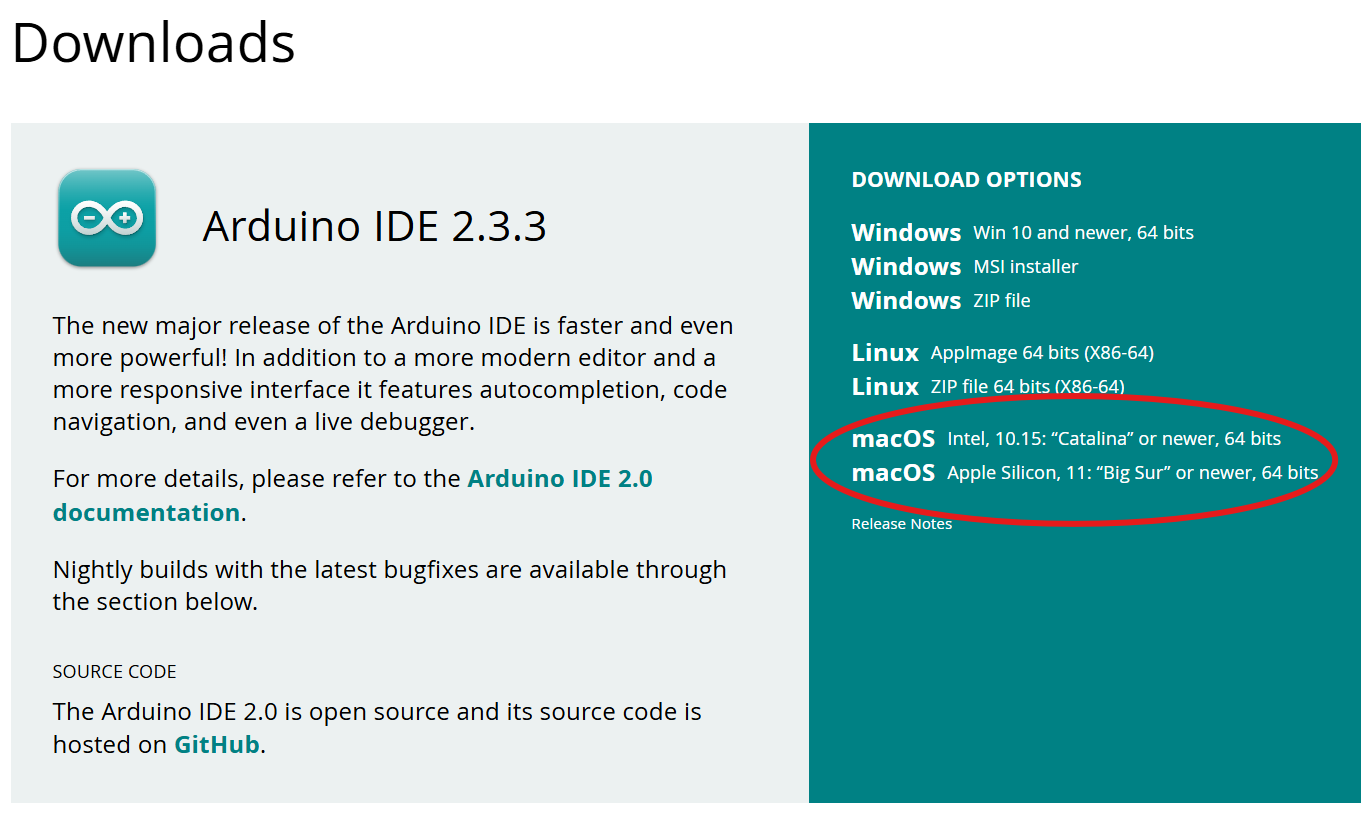 Downloads
Arduino IDE 2.3.3
The new major release of the Arduino IDE is faster and even
more powerful! In addition to a more modern editor and a
more responsive interface it features autocompletion, code
navigation, and even a live debugger.
For more details, please refer to the Arduino IDE 2.0
documentation.
Nightly builds with the latest bugfixes are available through
the section below.
SOURCE CODE
The Arduino IDE 2.0 is open source and its source code is
hosted on GitHub.
DOWNLOAD OPTIONS
Windows Win 10 and newer, 64 bits
Windows MSI installer
Windows ZIP file
Linux AppImage 64 bits (X86-64)
Linux ZIP file 64 bits (X86-64)
macOS Intel, 10.15: “Catalina” or newer, 64 bits
macOS Apple Silicon, 11: “Big Sur” or newer, 64 bits
Release Notes